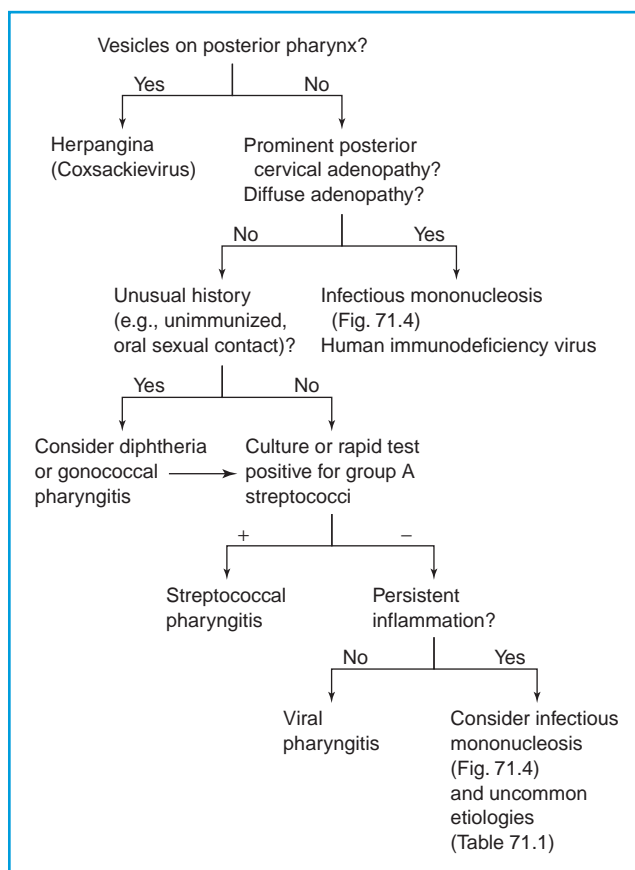 Vesicles on posterior pharynx?
Yes
No
Herpangina
(Coxsackievirus)
Prominent posterior
cervical adenopathy?
Diffuse adenopathy?
No
Yes
Unusual history
(e.g., unimmunized,
oral sexual contact)?
Infectious mononucleosis
(Fig. 71.4)
Human immunodeficiency virus
Yes
No
Consider diphtheria
or gonococcal
pharyngitis
Culture or rapid test
positive for group A
streptococci
+
–
Streptococcal
pharyngitis
Persistent
inflammation?
No
Yes
Viral
pharyngitis
Consider infectious
mononucleosis
(Fig. 71.4)
and uncommon
etiologies
(Table 71.1)